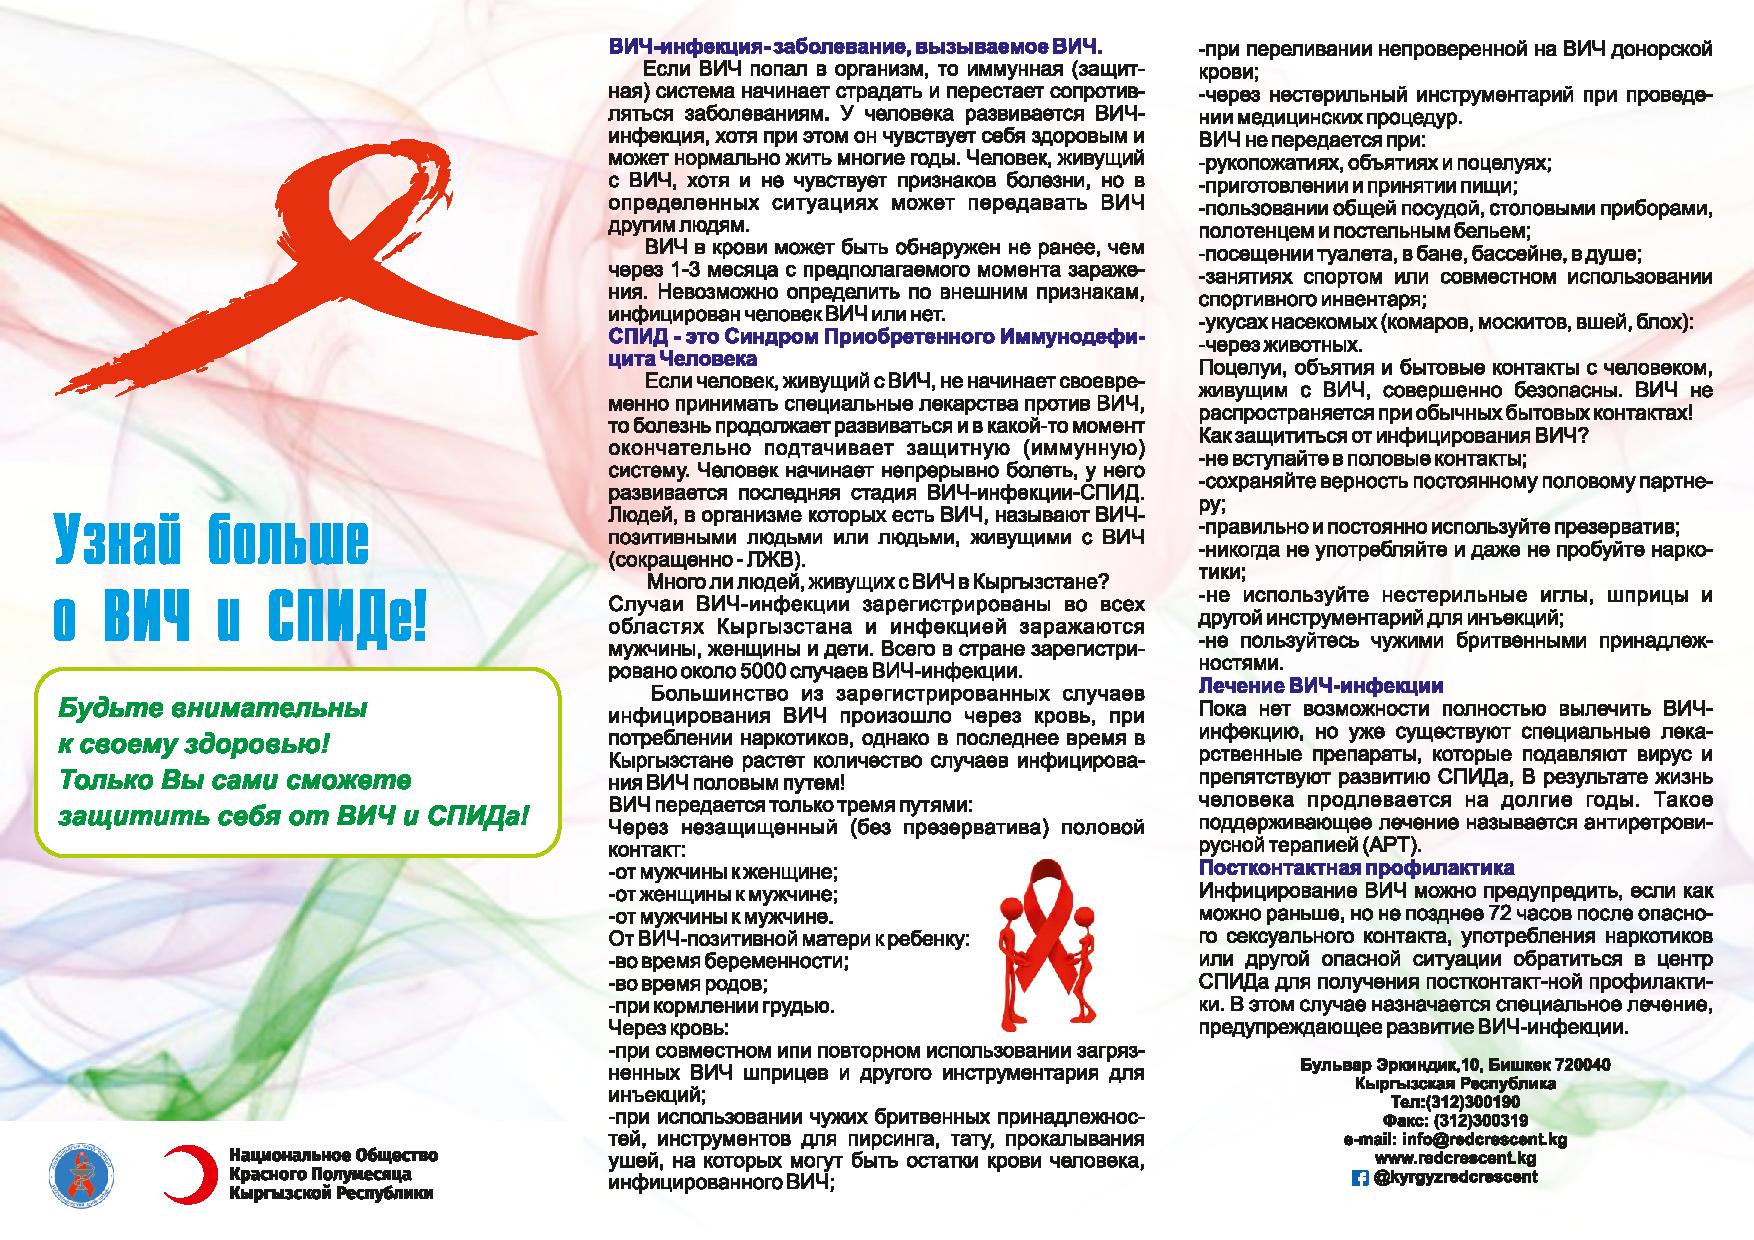 Узнай больше
о ВИЧ и СПИДе!
Будьте внимательны
к своему здоровью!
Только Вы сами сможете
защитить себя от ВИЧ и СПИДа!
Национальное Общество
Красного Полумесяца
Кыргызской Республики
ВИЧ-инфекция-заболевание, вызываемое ВИЧ.
Если ВИЧ попал в организм, то иммунная (защит-
ная) система начинает страдать и перестает сопротив-
ляться заболеваниям. У человека развивается ВИЧ-
инфекция, хотя при этом он чувствует себя здоровым и
может нормально жить многие годы. Человек, живущий
с ВИЧ, хотя и не чувствует признаков болезни, но в
определенных ситуациях может передавать ВИЧ
другим людям.
ВИЧ в крови может быть обнаружен не ранее, чем
через 1-3 месяца с предполагаемого момента зараже-
ния. Невозможно определить по внешним признакам,
инфицирован человек ВИЧ или нет.
СПИД - это Синдром Приобретенного Иммунодефи-
цита Человека
Если человек, живущий с ВИЧ, не начинает своевре-
менно принимать специальные лекарства против ВИЧ,
то болезнь продолжает развиваться и в какой-то момент
окончательно подтачивает защитную (иммунную)
систему. Человек начинает непрерывно болеть, у него
развивается последняя стадия ВИЧ-инфекции-СПИД.
Людей, в организме которых есть ВИЧ, называют ВИЧ-
позитивными людьми или людьми, живущими с ВИЧ
(сокращенно - ЛЖВ).
Много ли людей, живущих с ВИЧ в Кыргызстане?
Случаи ВИЧ-инфекции зарегистрированы во всех
областях Кыргызстана и инфекцией заражаются
мужчины, женщины и дети. Всего в стране зарегистри-
ровано около 5000 случаев ВИЧ-инфекции.
Большинство из зарегистрированных случаев
инфицирования ВИЧ произошло через кровь, при
потреблении наркотиков, однако в последнее время в
Кыргызстане растет количество случаев инфицирова-
ния ВИЧ половым путем!
ВИЧ передается только тремя путями:
Через незащищенный (без презерватива) половой
контакт:
-от мужчины к женщине;
-от женщины к мужчине;
-от мужчины к мужчине.
От ВИЧ-позитивной матери к ребенку:
-во время беременности;
-во время родов;
-при кормлении грудью.
Через кровь:
-при совместном ипи повторном использовании загряз-
ненных ВИЧ шприцев и другого инструментария для
инъекций;
-при использовании чужих бритвенных принадлежнос-
тей, инструментов для пирсинга, тату, прокалывания
ушей, на которых могут быть остатки крови человека,
инфицированного ВИЧ;
-при переливании непроверенной на ВИЧ донорской
крови;
-через нестерильный инструментарий при проведе-
нии медицинских процедур.
ВИЧ не передается при:
-рукопожатиях, объятиях и поцелуях;
-приготовлении и принятии пищи;
-пользовании общей посудой, столовыми приборами,
полотенцем и постельным бельем;
-посещении туалета, в бане, бассейне, в душе;
-занятиях спортом или совместном использовании
спортивного инвентаря;
-укусах насекомых (комаров, москитов, вшей, блох):
-через животных.
Поцелуи, объятия и бытовые контакты с человеком,
живущим с ВИЧ, совершенно безопасны. ВИЧ не
распространяется при обычных бытовых контактах!
Как защититься от инфицирования ВИЧ?
-не вступайте в половые контакты;
-сохраняйте верность постоянному половому партне-
ру;
-правильно и постоянно используйте презерватив;
-никогда не употребляйте и даже не пробуйте нарко-
тики;
-не используйте нестерильные иглы, шприцы и
другой инструментарий для инъекций;
-не пользуйтесь чужими бритвенными принадлеж-
ностями.
Лечение ВИЧ-инфекции
Пока нет возможности полностью вылечить ВИЧ-
инфекцию, но уже существуют специальные лека-
рственные препараты, которые подавляют вирус и
препятствуют развитию СПИДа, В результате жизнь
человека продлевается на долгие годы. Такое
поддерживающее лечение называется антиретрови-
русной терапией (АРТ).
Постконтактная профилактика
Инфицирование ВИЧ можно предупредить, если как
можно раньше, но не позднее 72 часов после опасно-
го сексуального контакта, употребления наркотиков
или другой опасной ситуации обратиться в центр
СПИДа для получения постконтакт-ной профилакти-
ки. В этом случае назначается специальное лечение,
предупреждающее развитие ВИЧ-инфекции.
Бульвар Эркиндик,10, Бишкек 720040
Кыргызская Республика
Тел:(312)300190
Факс: (312)300319
e-mail: info@redcrescent.kg
www.redcrescent.kg
@kyrgyzredcrescent